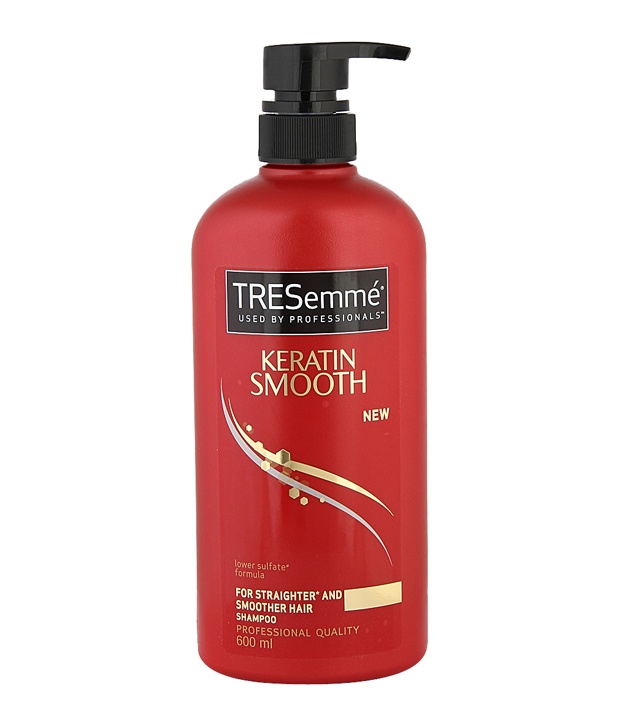 TRESemmé®
USED BY PROFESSIONALS™
KERATIN
SMOOTH
NEW
lower sulfate*
formula
FOR STRAIGHTER* AND
SMOOTHER HAIR
SHAMPOO
PROFESSIONAL QUALITY
600 ml